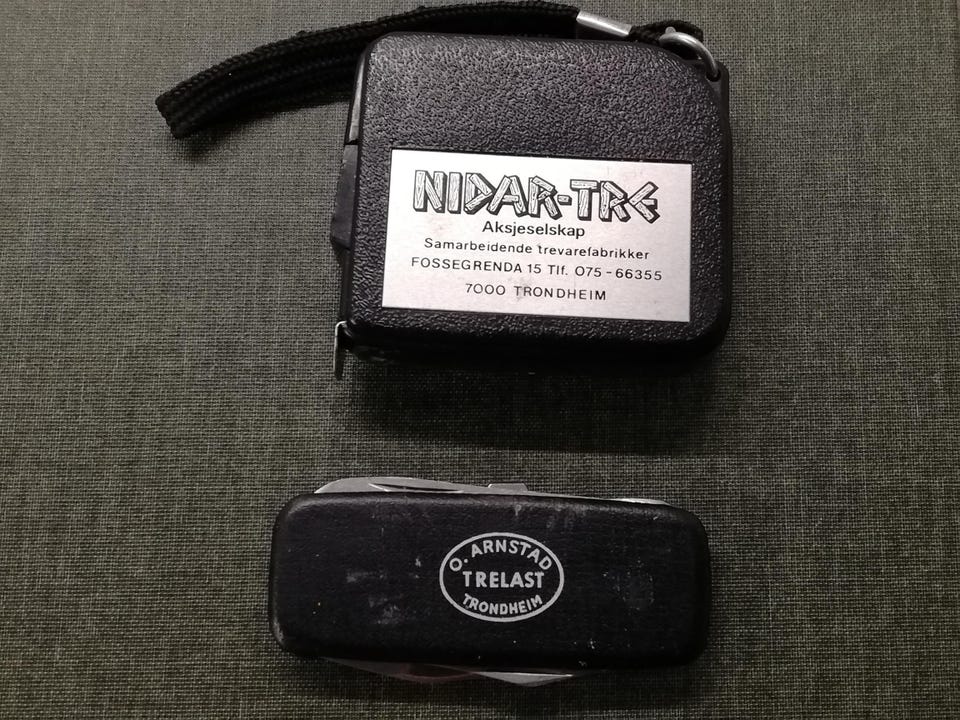 NIDAR-TRE
Aksjeselskap
Samarbeidende trevarefabrikker
FOSSEGRENDA 15 Tlf. 075-66355
7000 TRONDHEIM
O. ARNSTAD
TRELAST
TRONDHEIM